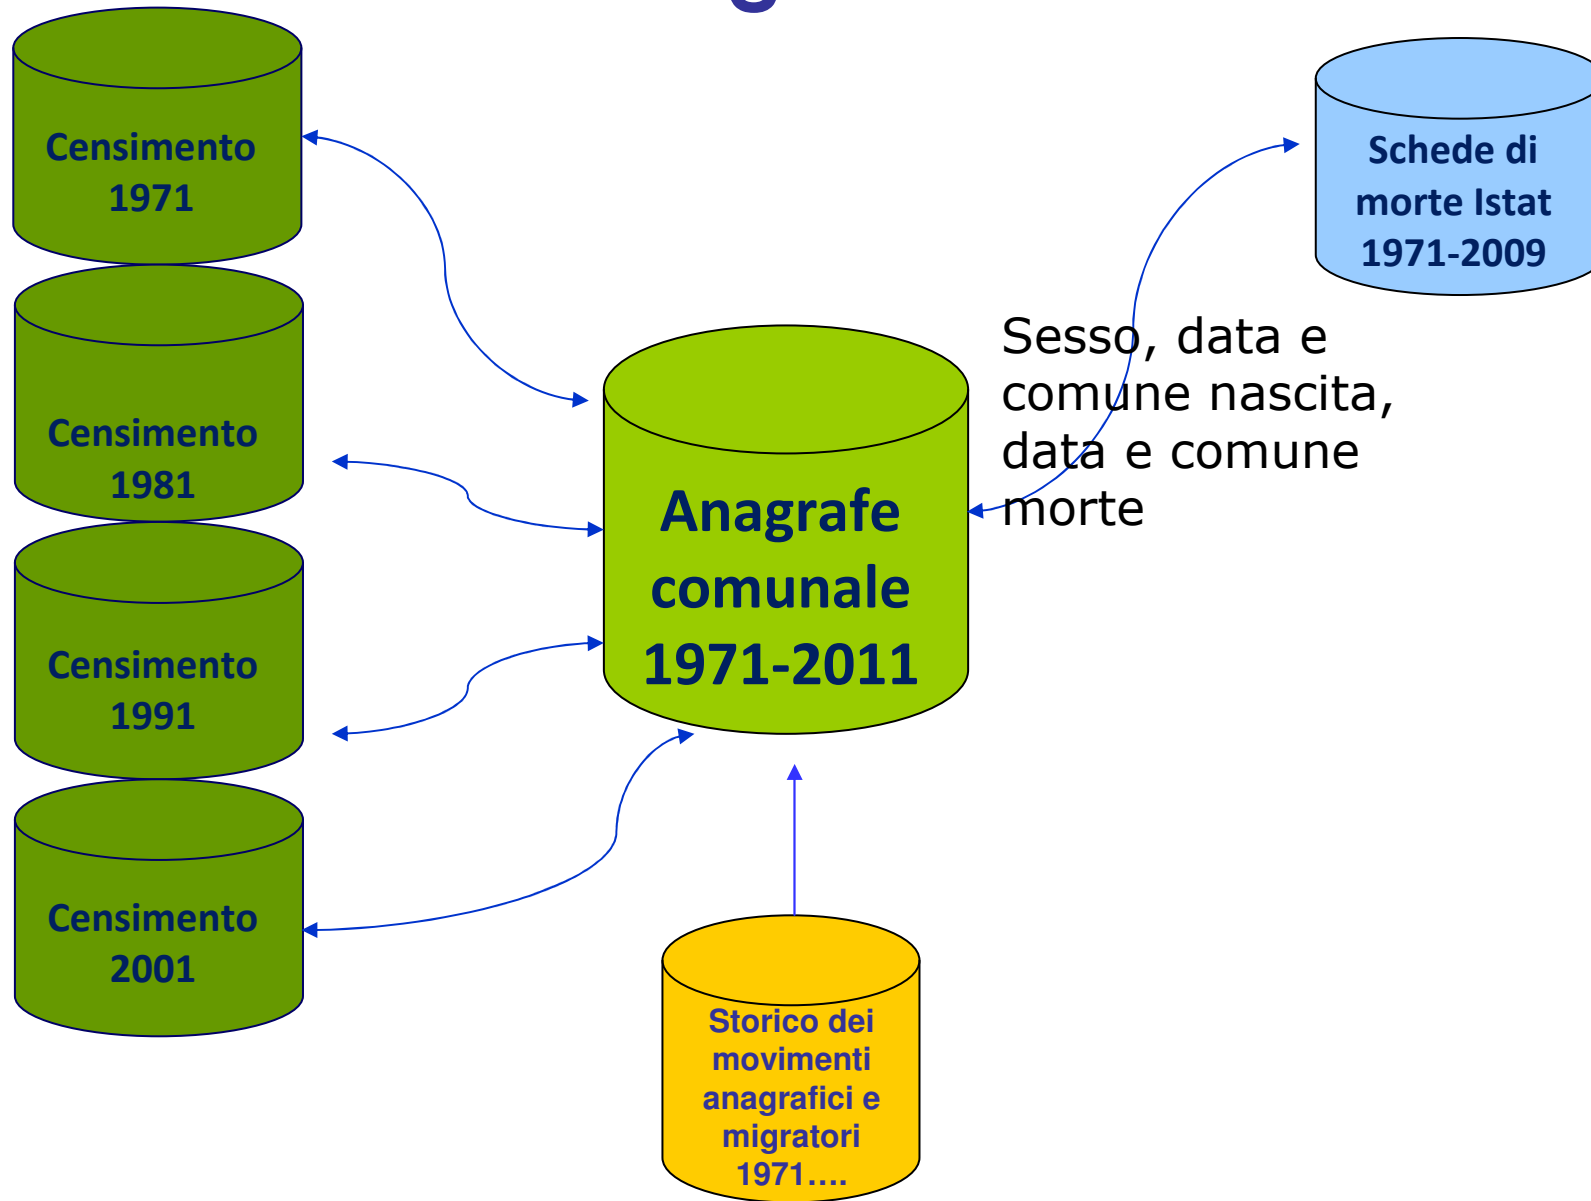 Censimento
1971
Censimento
1981
Censimento
1991
Censimento
2001
Anagrafe
comunale
1971-2011
Schede di
morte Istat
1971-2009
Sesso, data e
comune nascita,
data e comune
morte
Storico dei
movimenti
anagrafici e
migratori
1971....